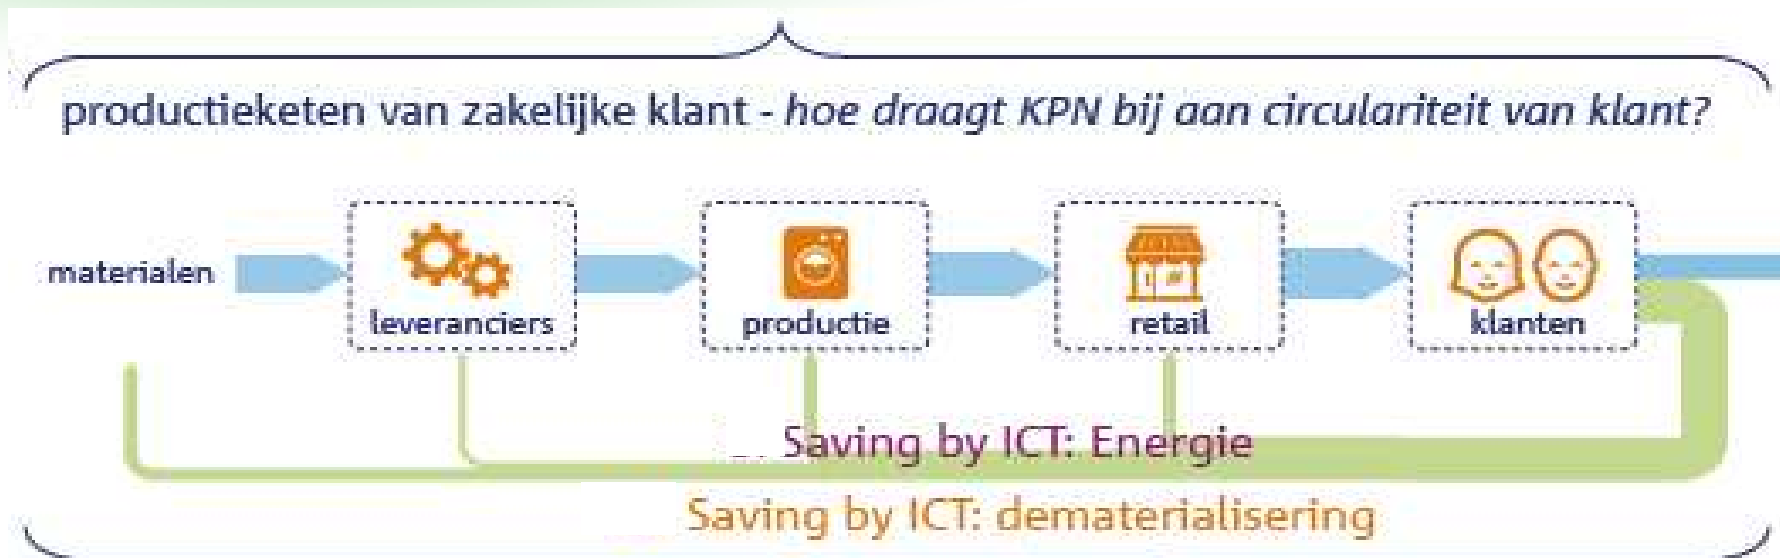 productieketen van zakelijke klant - hoe draagt KPN bij aan circulariteit van klant?
materialen
leveranciers
productie
retail
klanten
Saving by ICT: Energie
Saving by ICT: dematerialisering